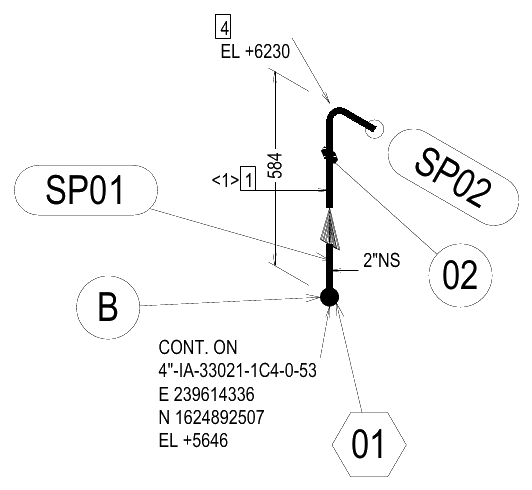 4
EL +6230
584
<1> 1
SP01
SP02
2"NS
02
B
CONT. ON
4"-IA-33021-1C4-0-53
E 239614336
N 1624892507
EL +5646
01